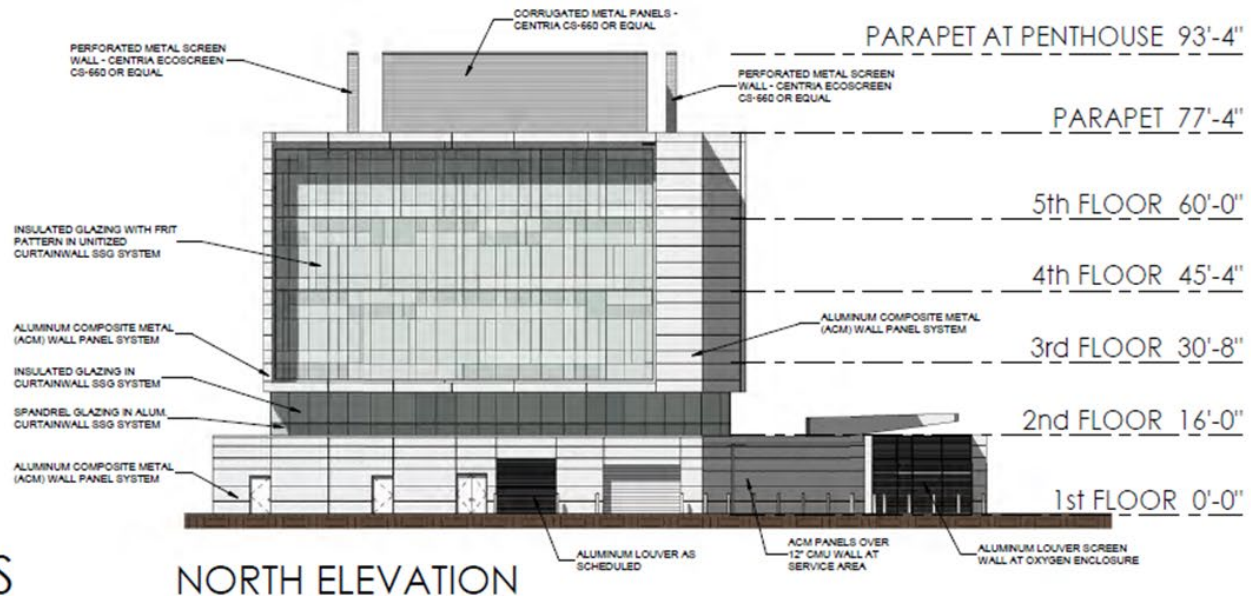 CORRUGATED METAL PANELS -
CENTRIA CS-660 OR EQUAL
PERFORATED METAL SCREEN
WALL - CENTRIA ECOSCREEN
CS-660 OR EQUAL
PERFORATED METAL SCREEN
WALL - CENTRIA ECOSCREEN
CS-660 OR EQUAL
PARAPET AT PENTHOUSE 93'-4"
PARAPET 77'-4"
5th FLOOR 60'-0"
4th FLOOR 45'-4"
3rd FLOOR 30'-8"
2nd FLOOR 16'-0"
1st FLOOR 0'-0"
INSULATED GLAZING WITH FRIT
PATTERN IN UNITIZED
CURTAINWALL SSG SYSTEM
ALUMINUM COMPOSITE METAL
(ACM) WALL PANEL SYSTEM
INSULATED GLAZING IN
CURTAINWALL SSG SYSTEM
SPANDREL GLAZING IN ALUM.
CURTAINWALL SSG SYSTEM
ALUMINUM COMPOSITE METAL
(ACM) WALL PANEL SYSTEM
ALUMINUM COMPOSITE METAL
(ACM) WALL PANEL SYSTEM
ALUMINUM LOUVER AS
SCHEDULED
ACM PANELS OVER
12" CMU WALL AT
SERVICE AREA
ALUMINUM LOUVER SCREEN
WALL AT OXYGEN ENCLOSURE
S
NORTH ELEVATION